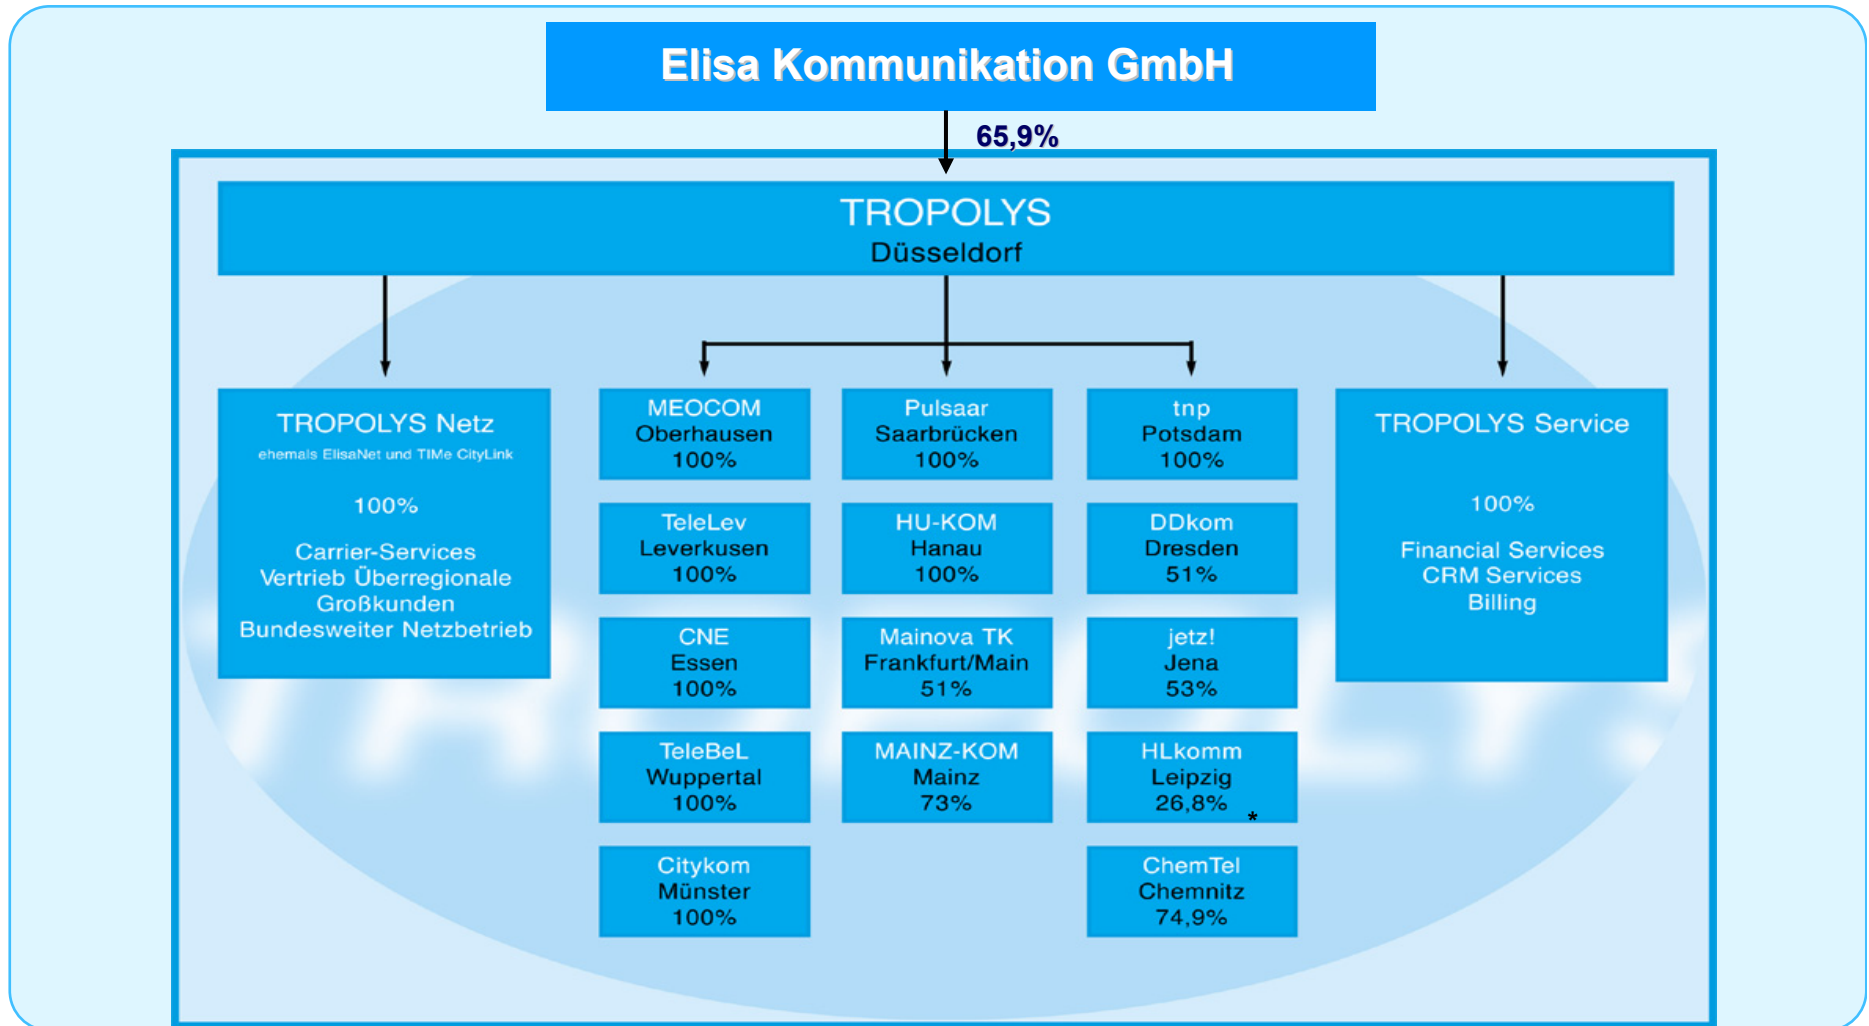 Elisa Kommunikation GmbH
65,9%
TROPOLYS
Düsseldorf
TROPOLYS Netz
ehemals ElisaNet und TIMe CityLink
100%
Carrier-Services
Vertrieb Überregionale
Großkunden
Bundesweiter Netzbetrieb
MEOCOM
Oberhausen
100%
TeleLev
Leverkusen
100%
CNE
Essen
100%
TeleBeL
Wuppertal
100%
Citykom
Münster
100%
Pulsaar
Saarbrücken
100%
HU-KOM
Hanau
100%
Mainova TK
Frankfurt/Main
51%
MAINZ-KOM
Mainz
73%
tnp
Potsdam
100%
DDkom
Dresden
51%
jetz!
Jena
53%
HLkomm
Leipzig
26,8%
*
ChemTel
Chemnitz
74,9%
TROPOLYS Service
100%
Financial Services
CRM Services
Billing
TROPOLYS